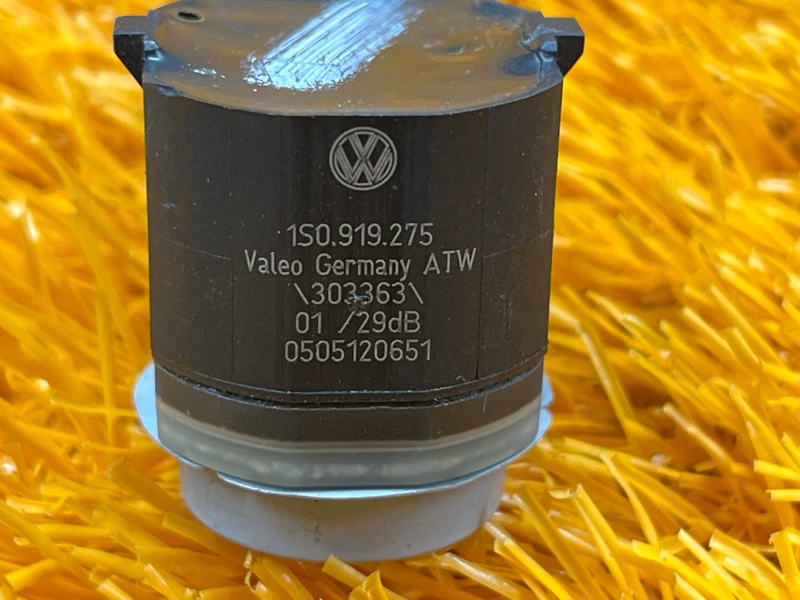 1S0.919.275
Valeo Germany ATW
\303363\
01 /29dB
0505120651